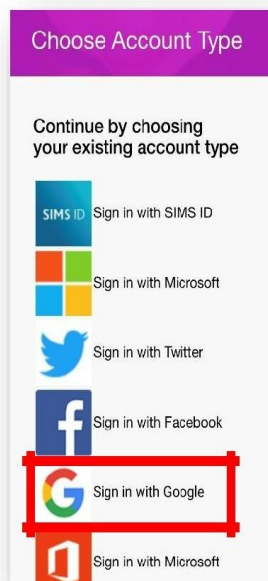 Choose Account Type
Continue by choosing
your existing account type
SIMS ID Sign in with SIMS ID
Sign in with Microsoft
Sign in with Twitter
Sign in with Facebook
Sign in with Google
Sign in with Microsoft